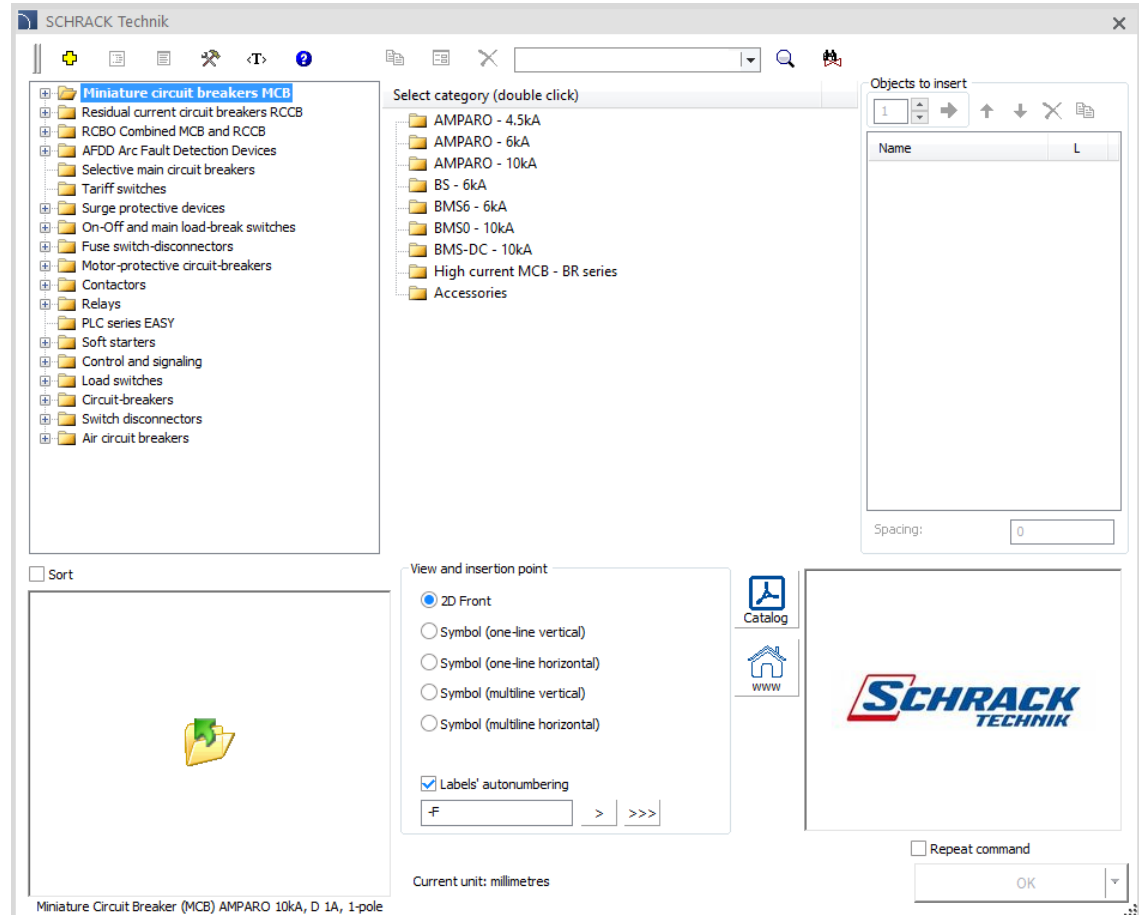 SCHRACK Technik
<T>
Miniature circuit breakers MCB
Residual current circuit breakers RCCB
RCBO Combined MCB and RCCB
AFDD Arc Fault Detection Devices
Selective main circuit breakers
Tariff switches
Surge protective devices
On-Off and main load-break switches
Fuse switch-disconnectors
Motor-protective circuit-breakers
Contactors
Relays
PLC series EASY
Soft starters
Control and signaling
Load switches
Circuit-breakers
Switch disconnectors
Air circuit breakers
Select category (double click)
AMPARO - 4.5kA
AMPARO - 6kA
AMPARO - 10kA
BS - 6kA
BMS6 - 6kA
BMS0 - 10kA
BMS-DC - 10kA
High current MCB - BR series
Accessories
Objects to insert
1
Name L
Spacing: 0
Sort
Miniature Circuit Breaker (MCB) AMPARO 10kA, D 1A, 1-pole
View and insertion point
2D Front
Symbol (one-line vertical)
Symbol (one-line horizontal)
Symbol (multiline vertical)
Symbol (multiline horizontal)
Labels' autonumbering
-F > >>>
Current unit: millimetres
Catalog
www
SCHRACK
TECHNIK
Repeat command
OK